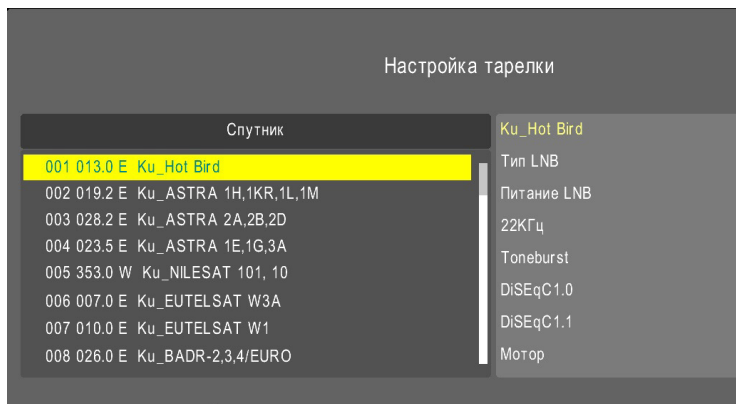 Настройка тарелки
Спутник
001 013.0 E Ku_Hot Bird
002 019.2 E Ku_ASTRA 1H,1KR,1L,1M
003 028.2 E Ku_ASTRA 2A,2B,2D
004 023.5 E Ku_ASTRA 1E,1G,3A
005 353.0 W Ku_NILESAT 101, 10
006 007.0 E Ku_EUTELSAT W3A
007 010.0 E Ku_EUTELSAT W1
008 026.0 E Ku_BADR-2,3,4/EURO
Ku_Hot Bird
Тип LNB
Питание LNB
22КГц
Toneburst
DiSEqC1.0
DiSEqC1.1
Мотор